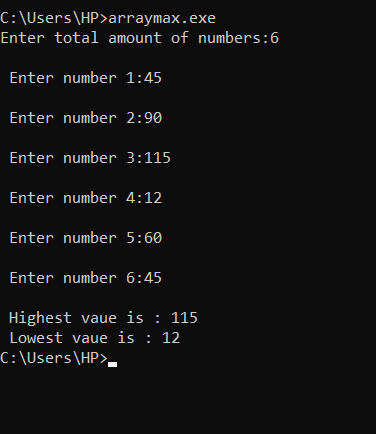 C:\Users\HP>arraymax.exe
Enter total amount of numbers:6
Enter number 1:45
Enter number 2:90
Enter number 3:115
Enter number 4:12
Enter number 5:60
Enter number 6:45
Highest vaue is : 115
Lowest vaue is : 12
C:\Users\HP>